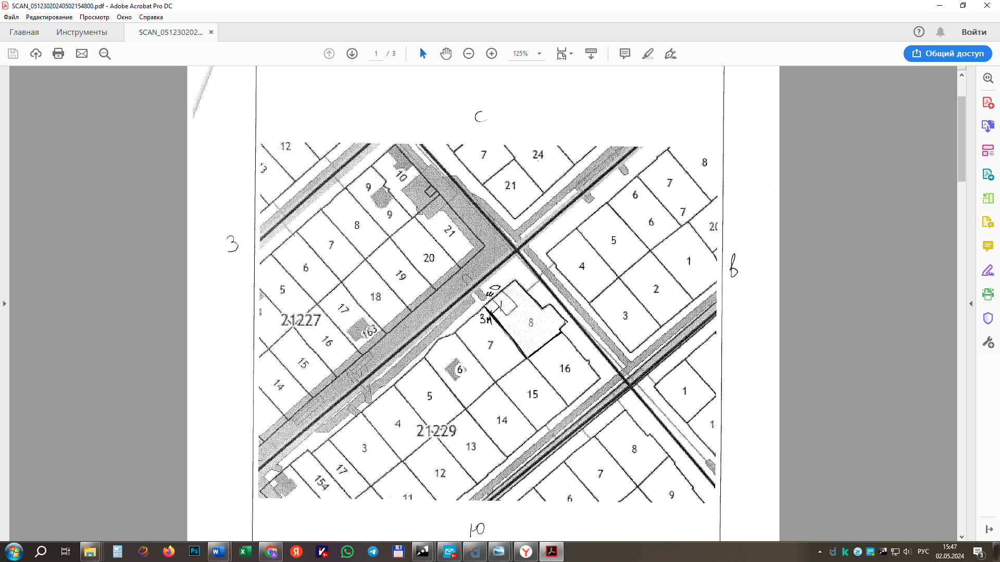 SCAN_05123020240502154800.pdf - Adobe Acrobat Pro DC
Файл Редактирование Просмотр Окно Справка
Главная Инструменты SCAN_051230202... × Войти
1 / 3 125% Общий доступ
С
12 7 24 8
10 9 21 7 6
9 8 21 7 6
З 7 20 5
6 19 4 1 В
5 18 2
17 8 3
21227 3м
163 16 7
15 6 16
14 5 15 1
4 21229 14 1
3 13 8
17 154 12 7
11 6 9
Ю
РУС 15:47
02.05.2024 3